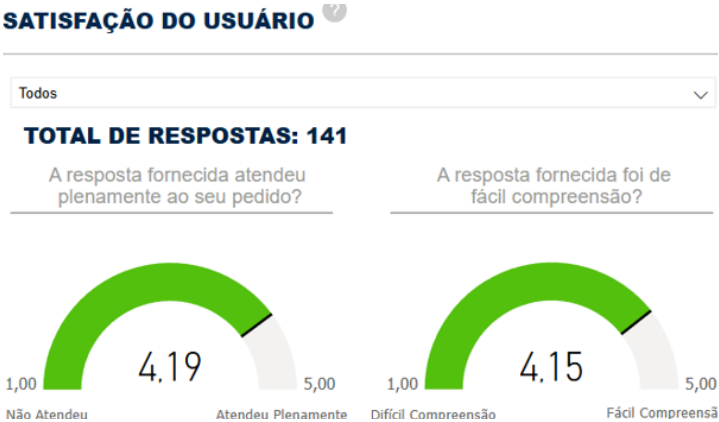 SATISFAÇÃO DO USUÁRIO ?
Todos
TOTAL DE RESPOSTAS: 141
A resposta fornecida atendeu
plenamente ao seu pedido?
4,19
1,00
5,00
Não Atendeu
Atendeu Plenamente
A resposta fornecida foi de
fácil compreensão?
4,15
1,00
5,00
Difícil Compreensão
Fácil Compreensã